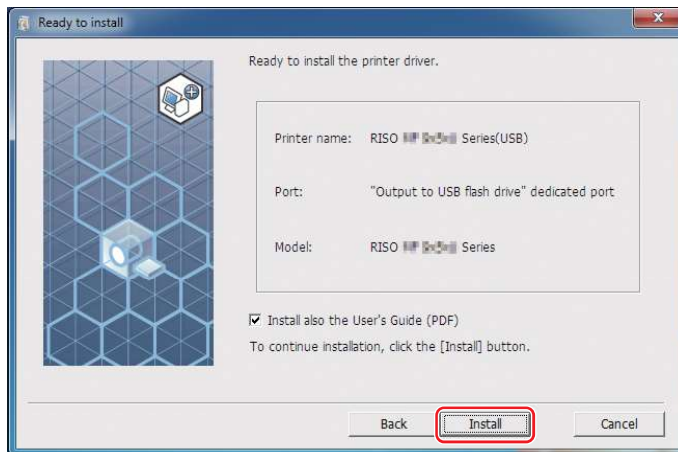 Ready to install
Ready to install the printer driver.
Printer name: RISO Series(USB)
Port: "Output to USB flash drive" dedicated port
Model: RISO Series
Install also the User's Guide (PDF)
To continue installation, click the [Install] button.
Back Install Cancel